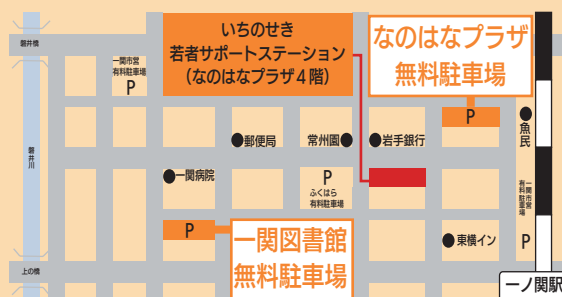 いちのせき
若者サポートステーション
（なのはなプラザ４階）
なのはなプラザ
無料駐車場
磐井橋
一関市営
有料駐車場
P
P
魚民
郵便局
常州園
岩手銀行
磐井川
一関病院
P
ふくはら
有料駐車場
一関市営
有料駐車場
P
P
一関図書館
無料駐車場
東横イン
上の橋
一ノ関駅